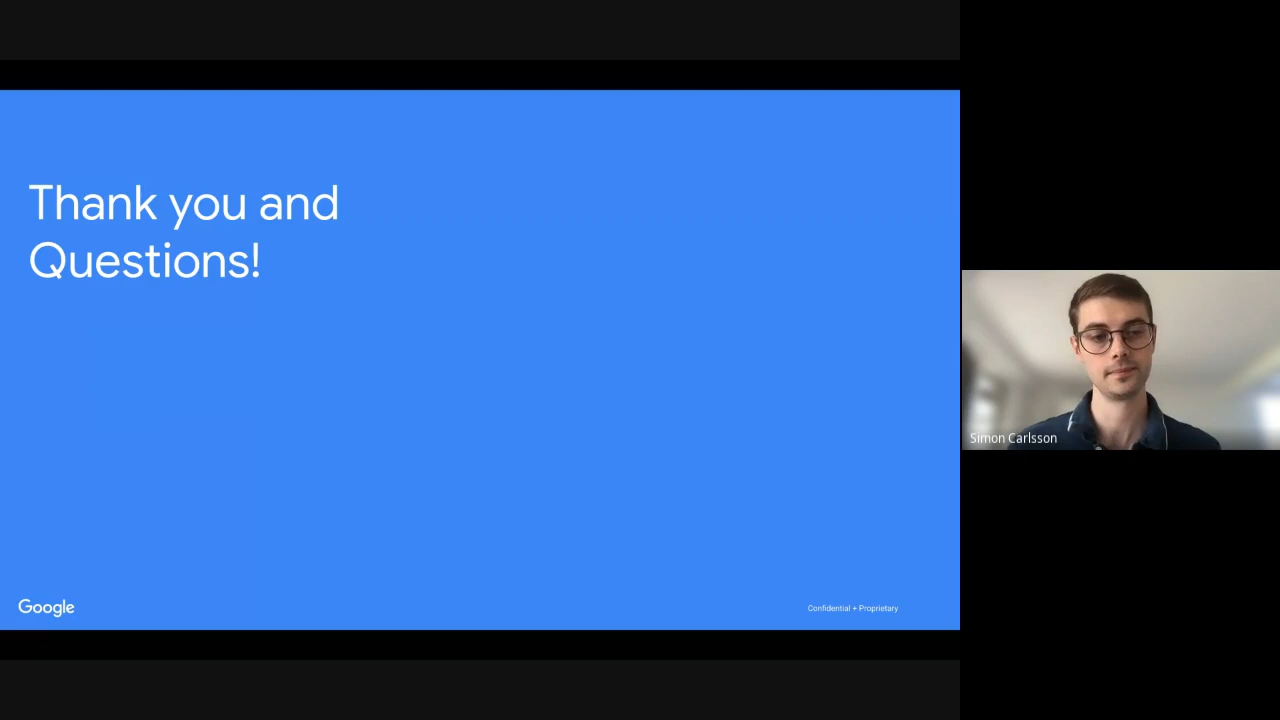 Thank you and
Questions!
Simon Carlsson
Google
Confidential + Proprietary